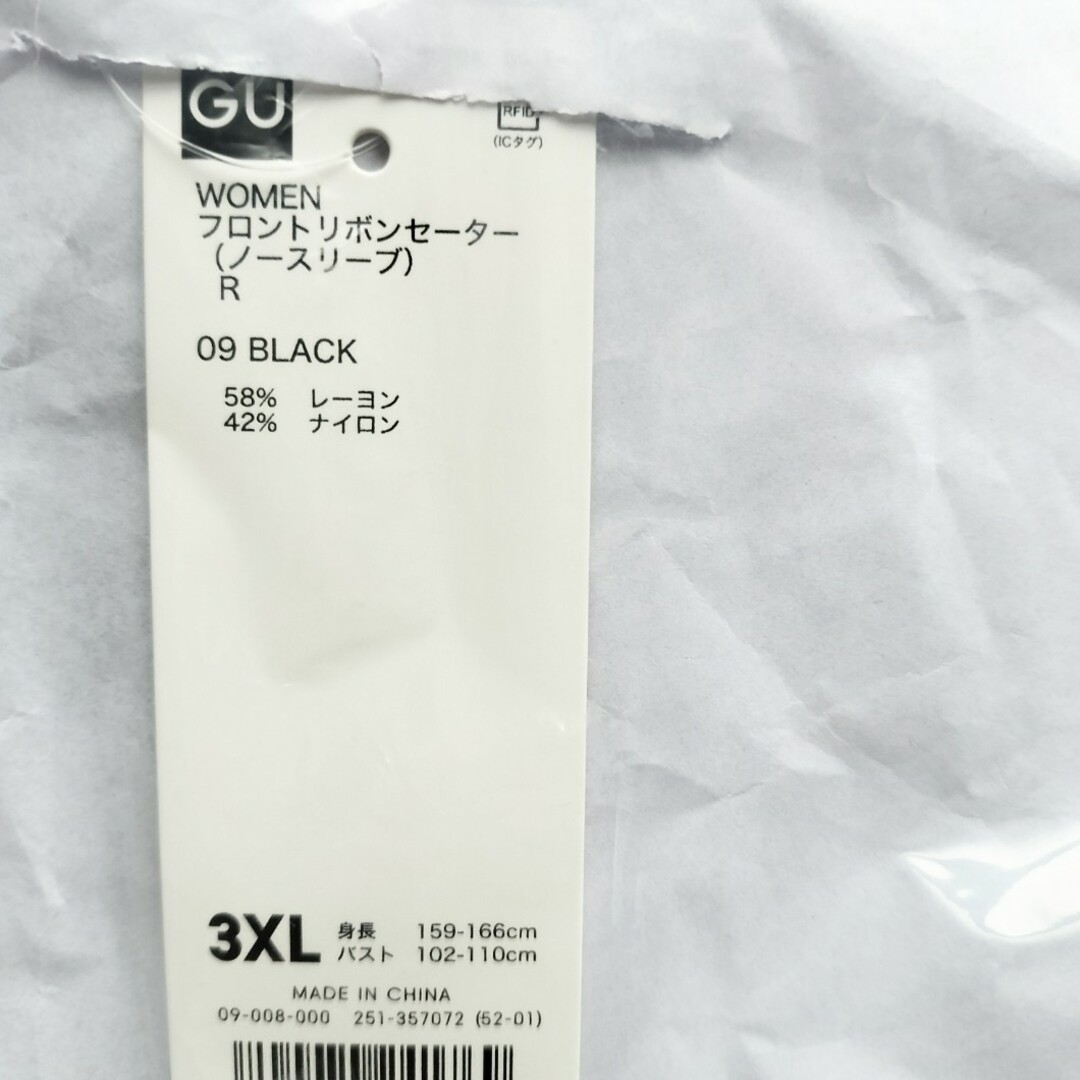 GU
RFID
(ICタグ)
WOMEN
フロントリボンセーター
(ノースリーブ)
R
09 BLACK
58% レーヨン
42% ナイロン
3XL 身長 159-166cm
バスト 102-110cm
MADE IN CHINA
09-008-000 251-357072 (52-01)